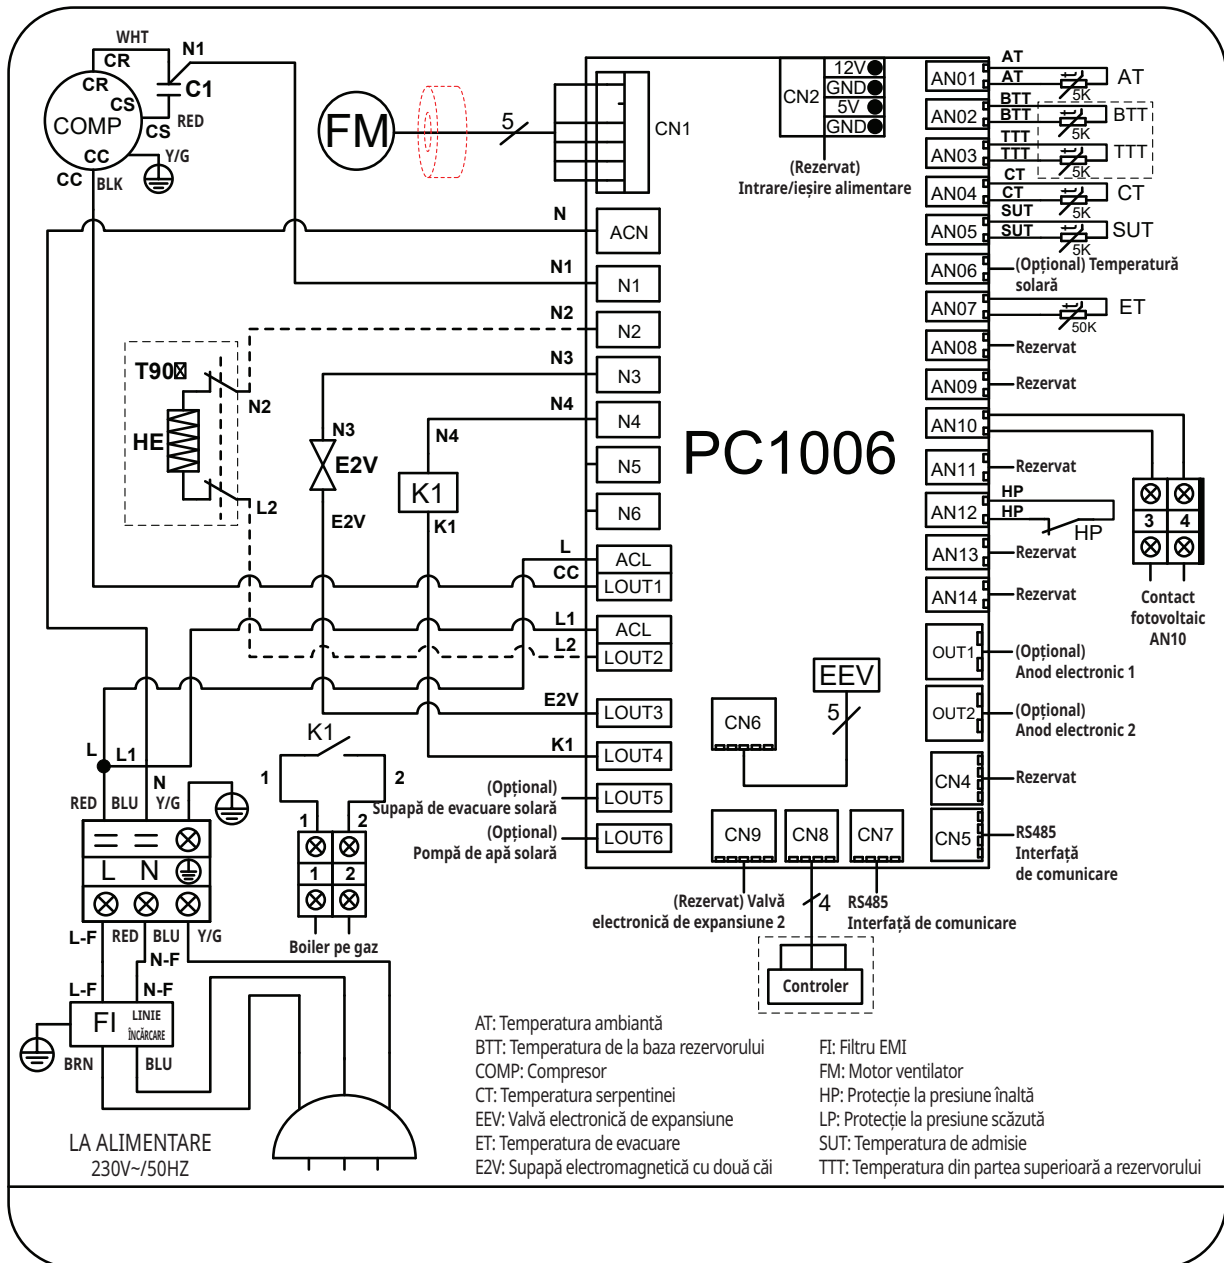 WHT
CR
N1
CR
C1
CS
COMP
CS
RED
CC
Y/G
CC
BLK
FM
5
CN1
CN2
12V
GND
5V
GND
(Rezervat)
Intrare/ieșire alimentare
AN01
AT
AT
5K
AT
AN02
BTT
BTT
5K
BTT
AN03
TTT
TTT
5K
TTT
AN04
CT
CT
5K
CT
AN05
SUT
SUT
5K
SUT
AN06
(Opțional) Temperatură
solară
AN07
50K
ET
AN08
Rezervat
AN09
Rezervat
AN10
AN11
Rezervat
AN12
HP
HP
HP
AN13
Rezervat
AN14
Rezervat
3
4
Contact
fotovoltaic
AN10
OUT1
(Opțional)
Anod electronic 1
OUT2
(Opțional)
Anod electronic 2
CN4
Rezervat
CN5
RS485
Interfață
de comunicare
PC1006
N
ACN
N1
N1
N2
N2
N3
N3
N4
N4
N5
N6
L
ACL
CC
LOUT1
L1
ACL
L2
LOUT2
E2V
LOUT3
K1
LOUT4
(Opțional)
Supapă de evacuare solară
LOUT5
(Opțional)
Pompă de apă solară
LOUT6
T90
N2
HE
L2
N3
E2V
E2V
N4
K1
K1
EEV
5
CN6
CN9
CN8
CN7
(Rezervat) Valvă
electronică de expansiune 2
4
RS485
Interfață de comunicare
Controler
K1
1
2
1
2
1
2
Boiler pe gaz
L
L1
N
RED
BLU
Y/G
L
N
L-F
RED
BLU
Y/G
N-F
L-F
N-F
FI
LINIE
ÎNCĂRCARE
BRN
BLU
LA ALIMENTARE
230V~/50HZ
AT: Temperatura ambiantă
BTT: Temperatura de la baza rezervorului
COMP: Compresor
CT: Temperatura serpentinei
EEV: Valvă electronică de expansiune
ET: Temperatura de evacuare
E2V: Supapă electromagnetică cu două căi
FI: Filtru EMI
FM: Motor ventilator
HP: Protecție la presiune înaltă
LP: Protecție la presiune scăzută
SUT: Temperatura de admisie
TTT: Temperatura din partea superioară a rezervorului